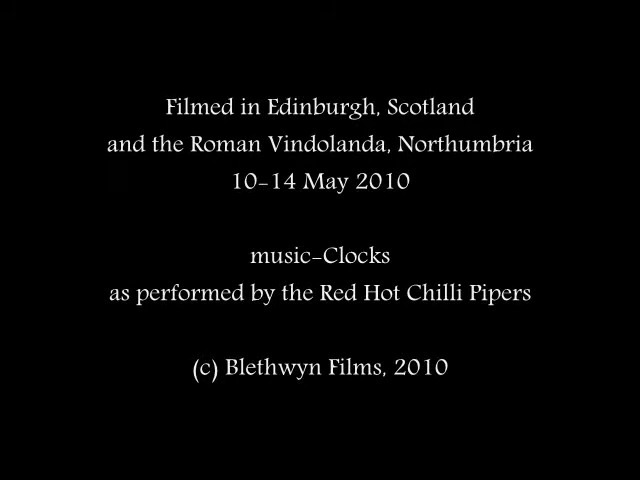 Filmed in Edinburgh, Scotland
and the Roman Vindolanda, Northumbria
10-14 May 2010
music-Clocks
as performed by the Red Hot Chilli Pipers
(c) Blethwyn Films, 2010